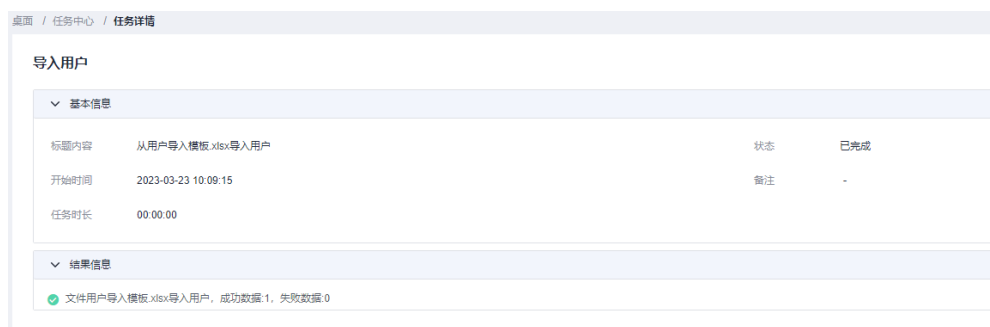 桌面 / 任务中心 / 任务详情
导入用户
基本信息
标题内容 从用户导入模板.xlsx导入用户 状态 已完成
开始时间 2023-03-23 10:09:15 备注 -
任务时长 00:00:00
结果信息
文件用户导入模板.xlsx导入用户，成功数据:1，失败数据:0